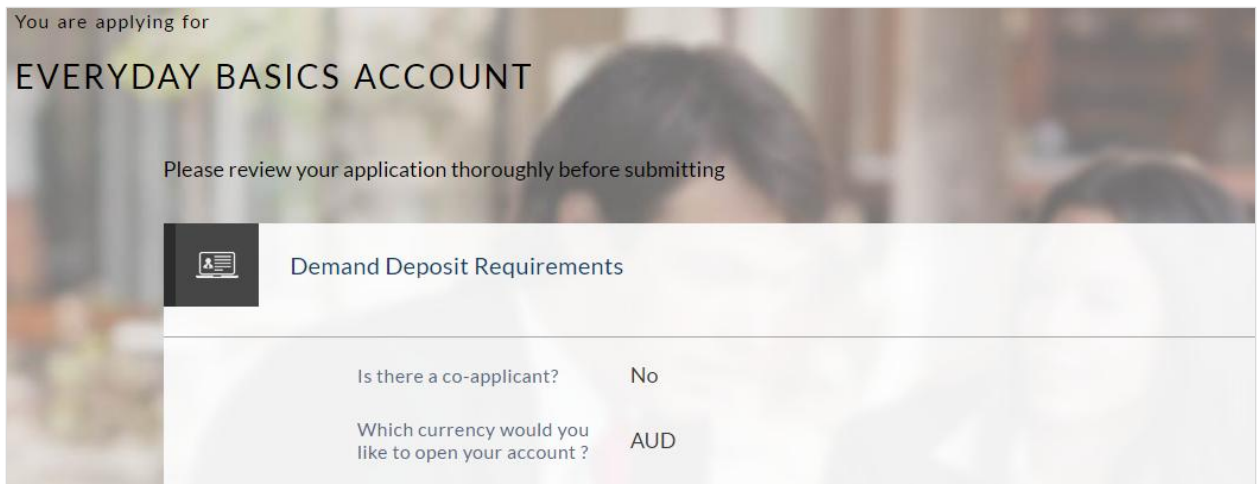 You are applying for
EVERYDAY BASICS ACCOUNT
Please review your application thoroughly before submitting
Demand Deposit Requirements
Is there a co-applicant? No
Which currency would you
like to open your account ? AUD